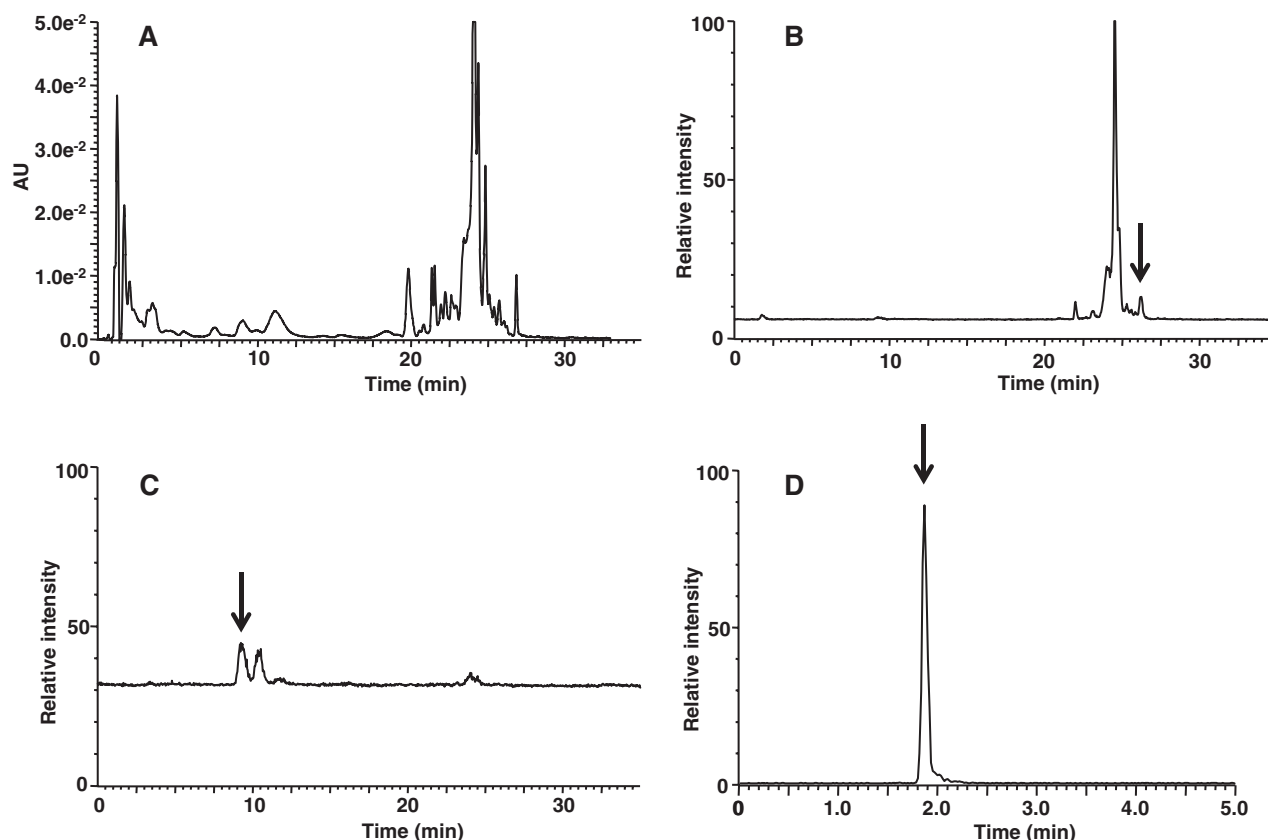 A
5.0e-2
4.0e-2
3.0e-2
2.0e-2
1.0e-2
0.0
AU
0 10 20 30
Time (min)
B
100
50
0
Relative intensity
0 10 20 30
Time (min)
C
100
50
0
Relative intensity
0 10 20 30
Time (min)
D
100
50
0
Relative intensity
0 1.0 2.0 3.0 4.0 5.0
Time (min)